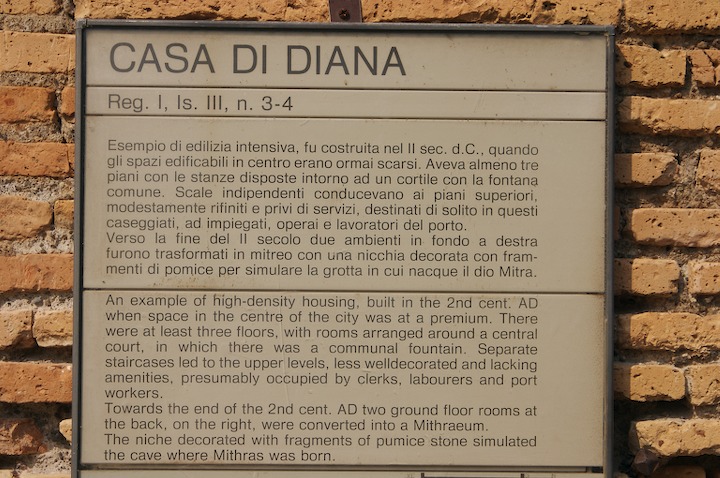 CASA DI DIANA
Reg. I, Is. III, n. 3-4
Esempio di edilizia intensiva, fu costruita nel II sec. d.C., quando
gli spazi edificabili in centro erano ormai scarsi. Aveva almeno tre
piani con le stanze disposte intorno ad un cortile con la fontana
comune. Scale indipendenti conducevano ai piani superiori,
modestamente rifiniti e privi di servizi, destinati di solito in questi
caseggiati, ad impiegati, operai e lavoratori del porto.
Verso la fine del II secolo due ambienti in fondo a destra
furono trasformati in mitreo con una nicchia decorata con fram-
menti di pomice per simulare la grotta in cui nacque il dio Mitra.
An example of high-density housing, built in the 2nd cent. AD
when space in the centre of the city was at a premium. There
were at least three floors, with rooms arranged around a central
court, in which there was a communal fountain. Separate
staircases led to the upper levels, less welldecorated and lacking
amenities, presumably occupied by clerks, labourers and port
workers.
Towards the end of the 2nd cent. AD two ground floor rooms at
the back, on the right, were converted into a Mithraeum.
The niche decorated with fragments of pumice stone simulated
the cave where Mithras was born.